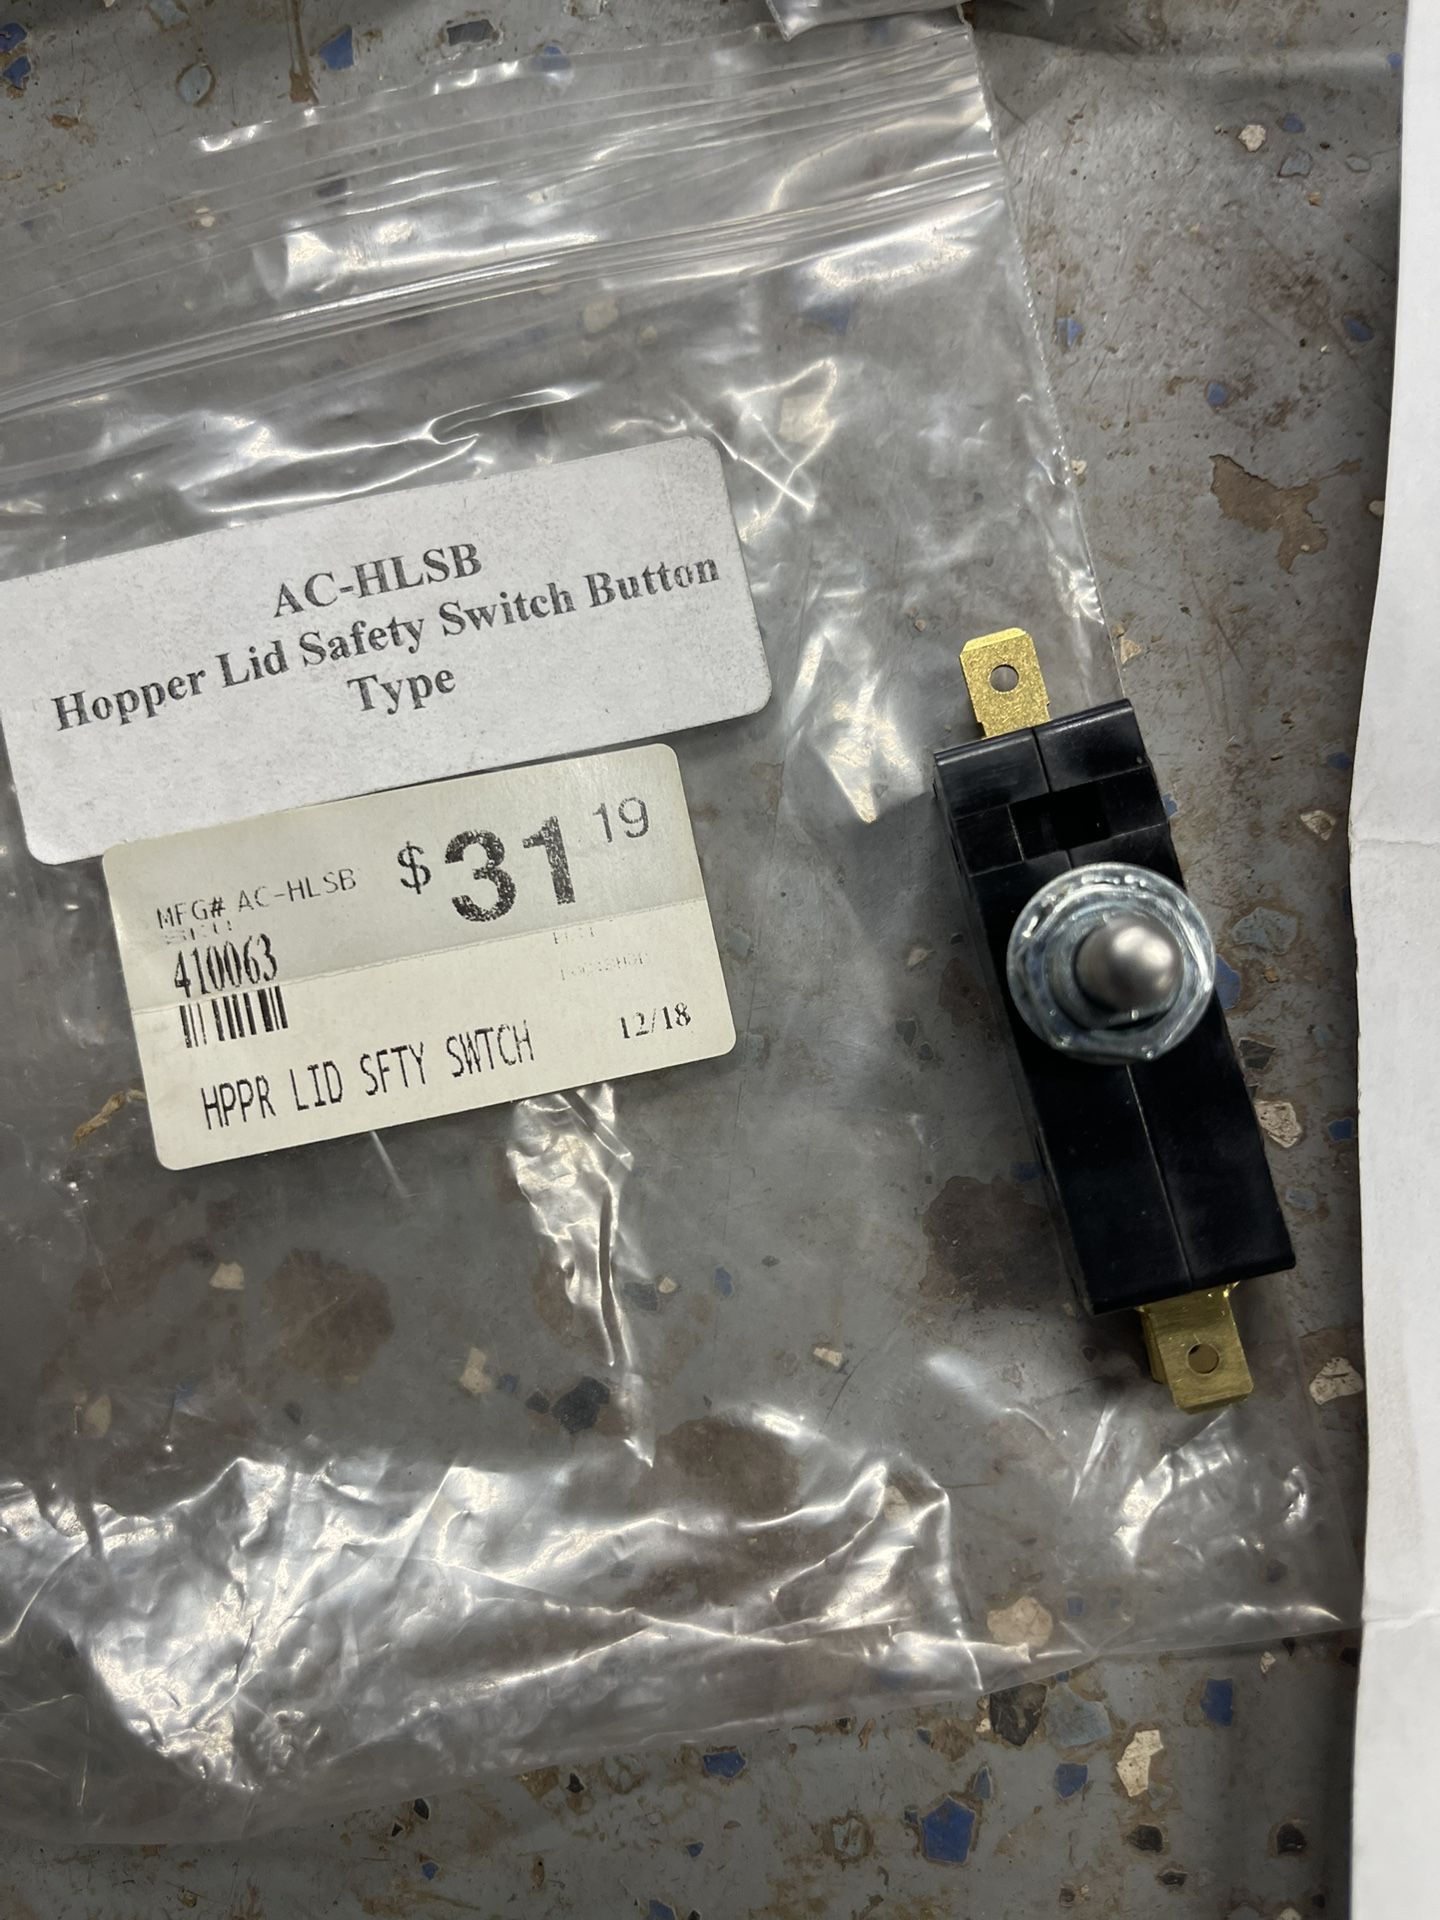 AC-HLSB
Hopper Lid Safety Switch Button
Type
MFG# AC-HLSB $31 19
410063
12/18
HPPR LID SFTY SWTCH